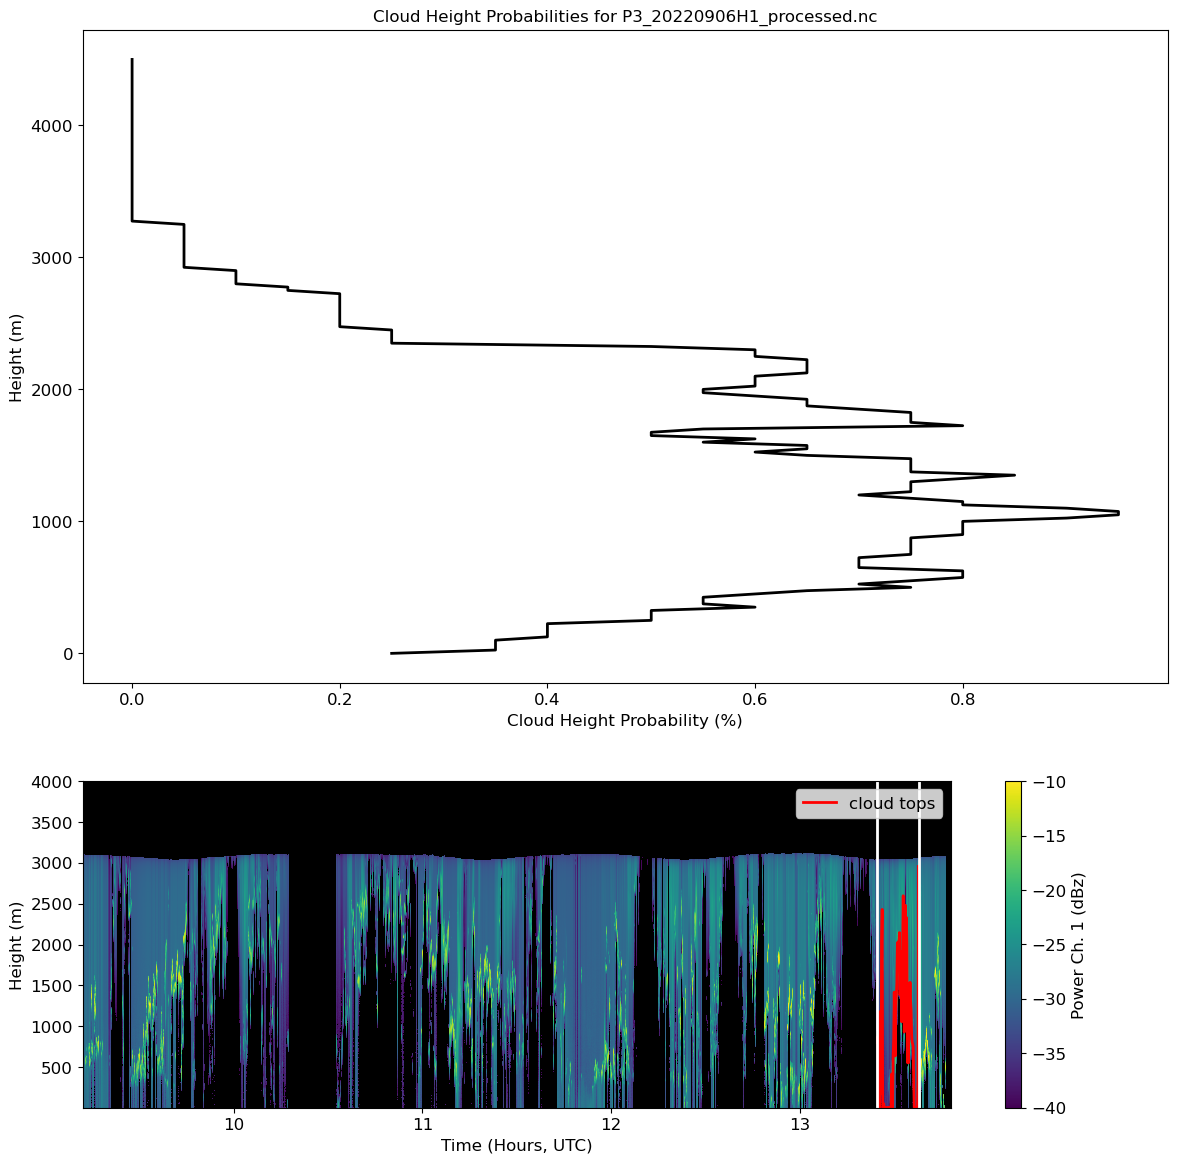 Cloud Height Probabilities for P3_20220906H1_processed.nc
4000
3000
2000
1000
0
Height (m)
0.0 0.2 0.4 0.6 0.8
Cloud Height Probability (%)
4000
3500
3000
2500
2000
1500
1000
500
Height (m)
cloud tops
10 11 12 13
Time (Hours, UTC)
−10
−15
−20
−25
−30
−35
−40
Power Ch. 1 (dBz)